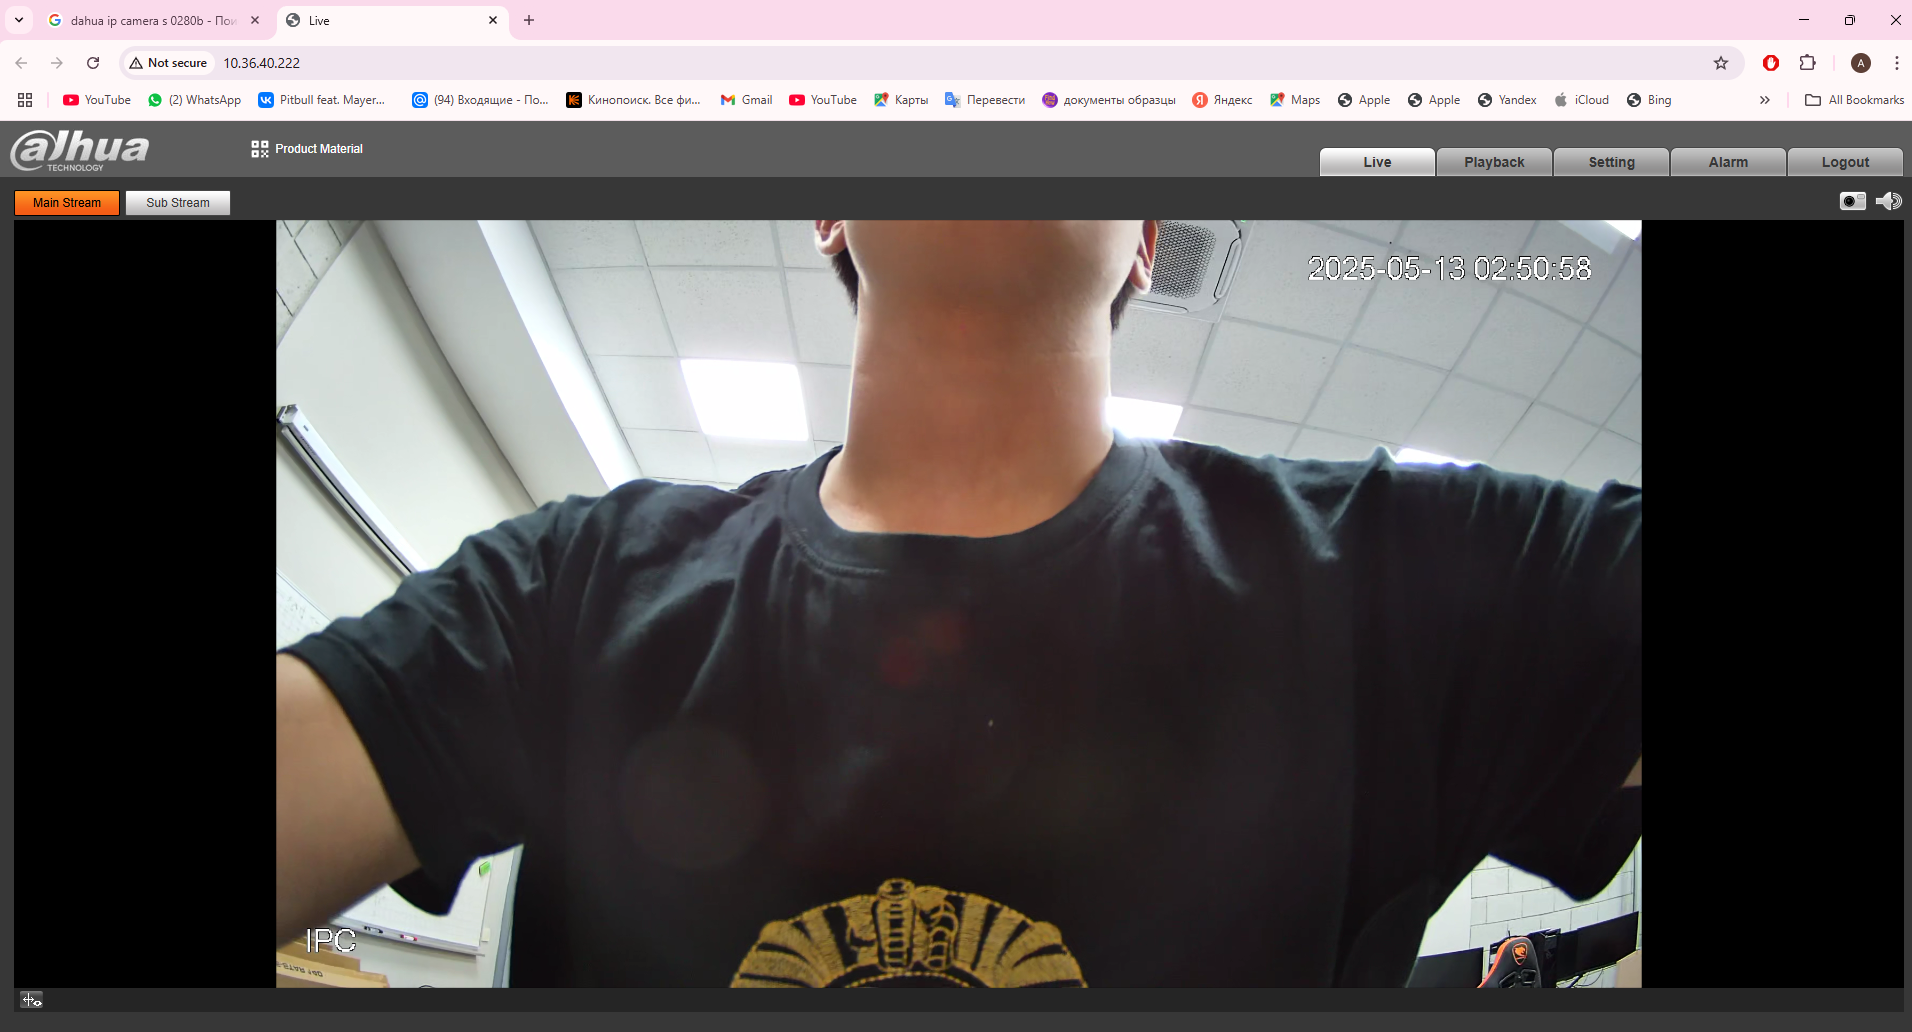 dahua ip camera s 0280b - Пои
Live
Not secure
10.36.40.222
A
YouTube
(2) WhatsApp
Pitbull feat. Mayer...
(94) Входящие - По...
Кинопоиск. Все фи...
Gmail
YouTube
Карты
Перевести
документы образцы
Яндекс
Maps
Apple
Apple
Yandex
iCloud
Bing
All Bookmarks
alhua
TECHNOLOGY
Product Material
Live
Playback
Setting
Alarm
Logout
Main Stream
Sub Stream
2025-05-13 02:50:58
IPC